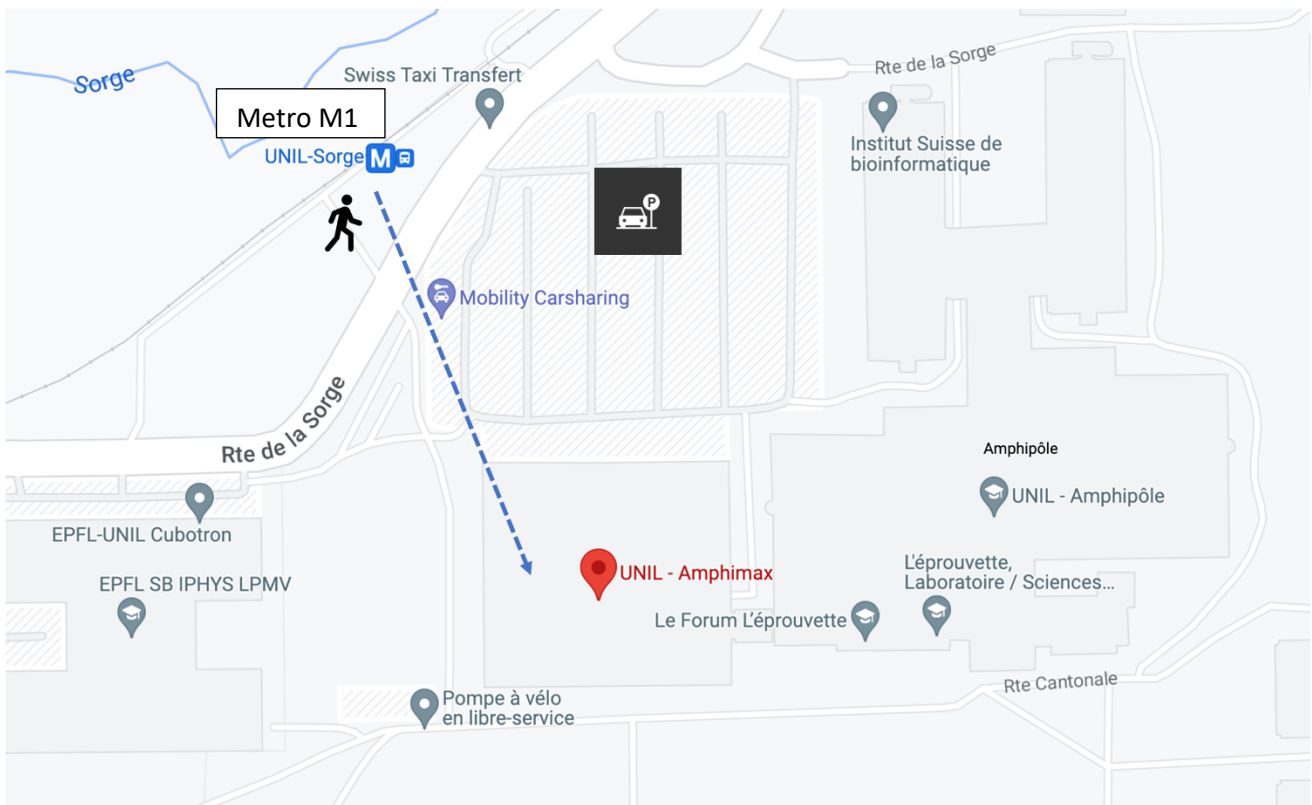 Sorge
Swiss Taxi Transfert
Rte de la Sorge
Metro M1
UNIL-Sorge M
P
Institut Suisse de
bioinformatique
Mobility Carsharing
Rte de la Sorge
Amphipôle
UNIL - Amphipôle
EPFL-UNIL Cubotron
EPFL SB IPHYS LPMV
UNIL - Amphimax
L'éprouvette,
Laboratoire / Sciences...
Le Forum L'éprouvette
Rte Cantonale
Pompe à vélo
en libre-service